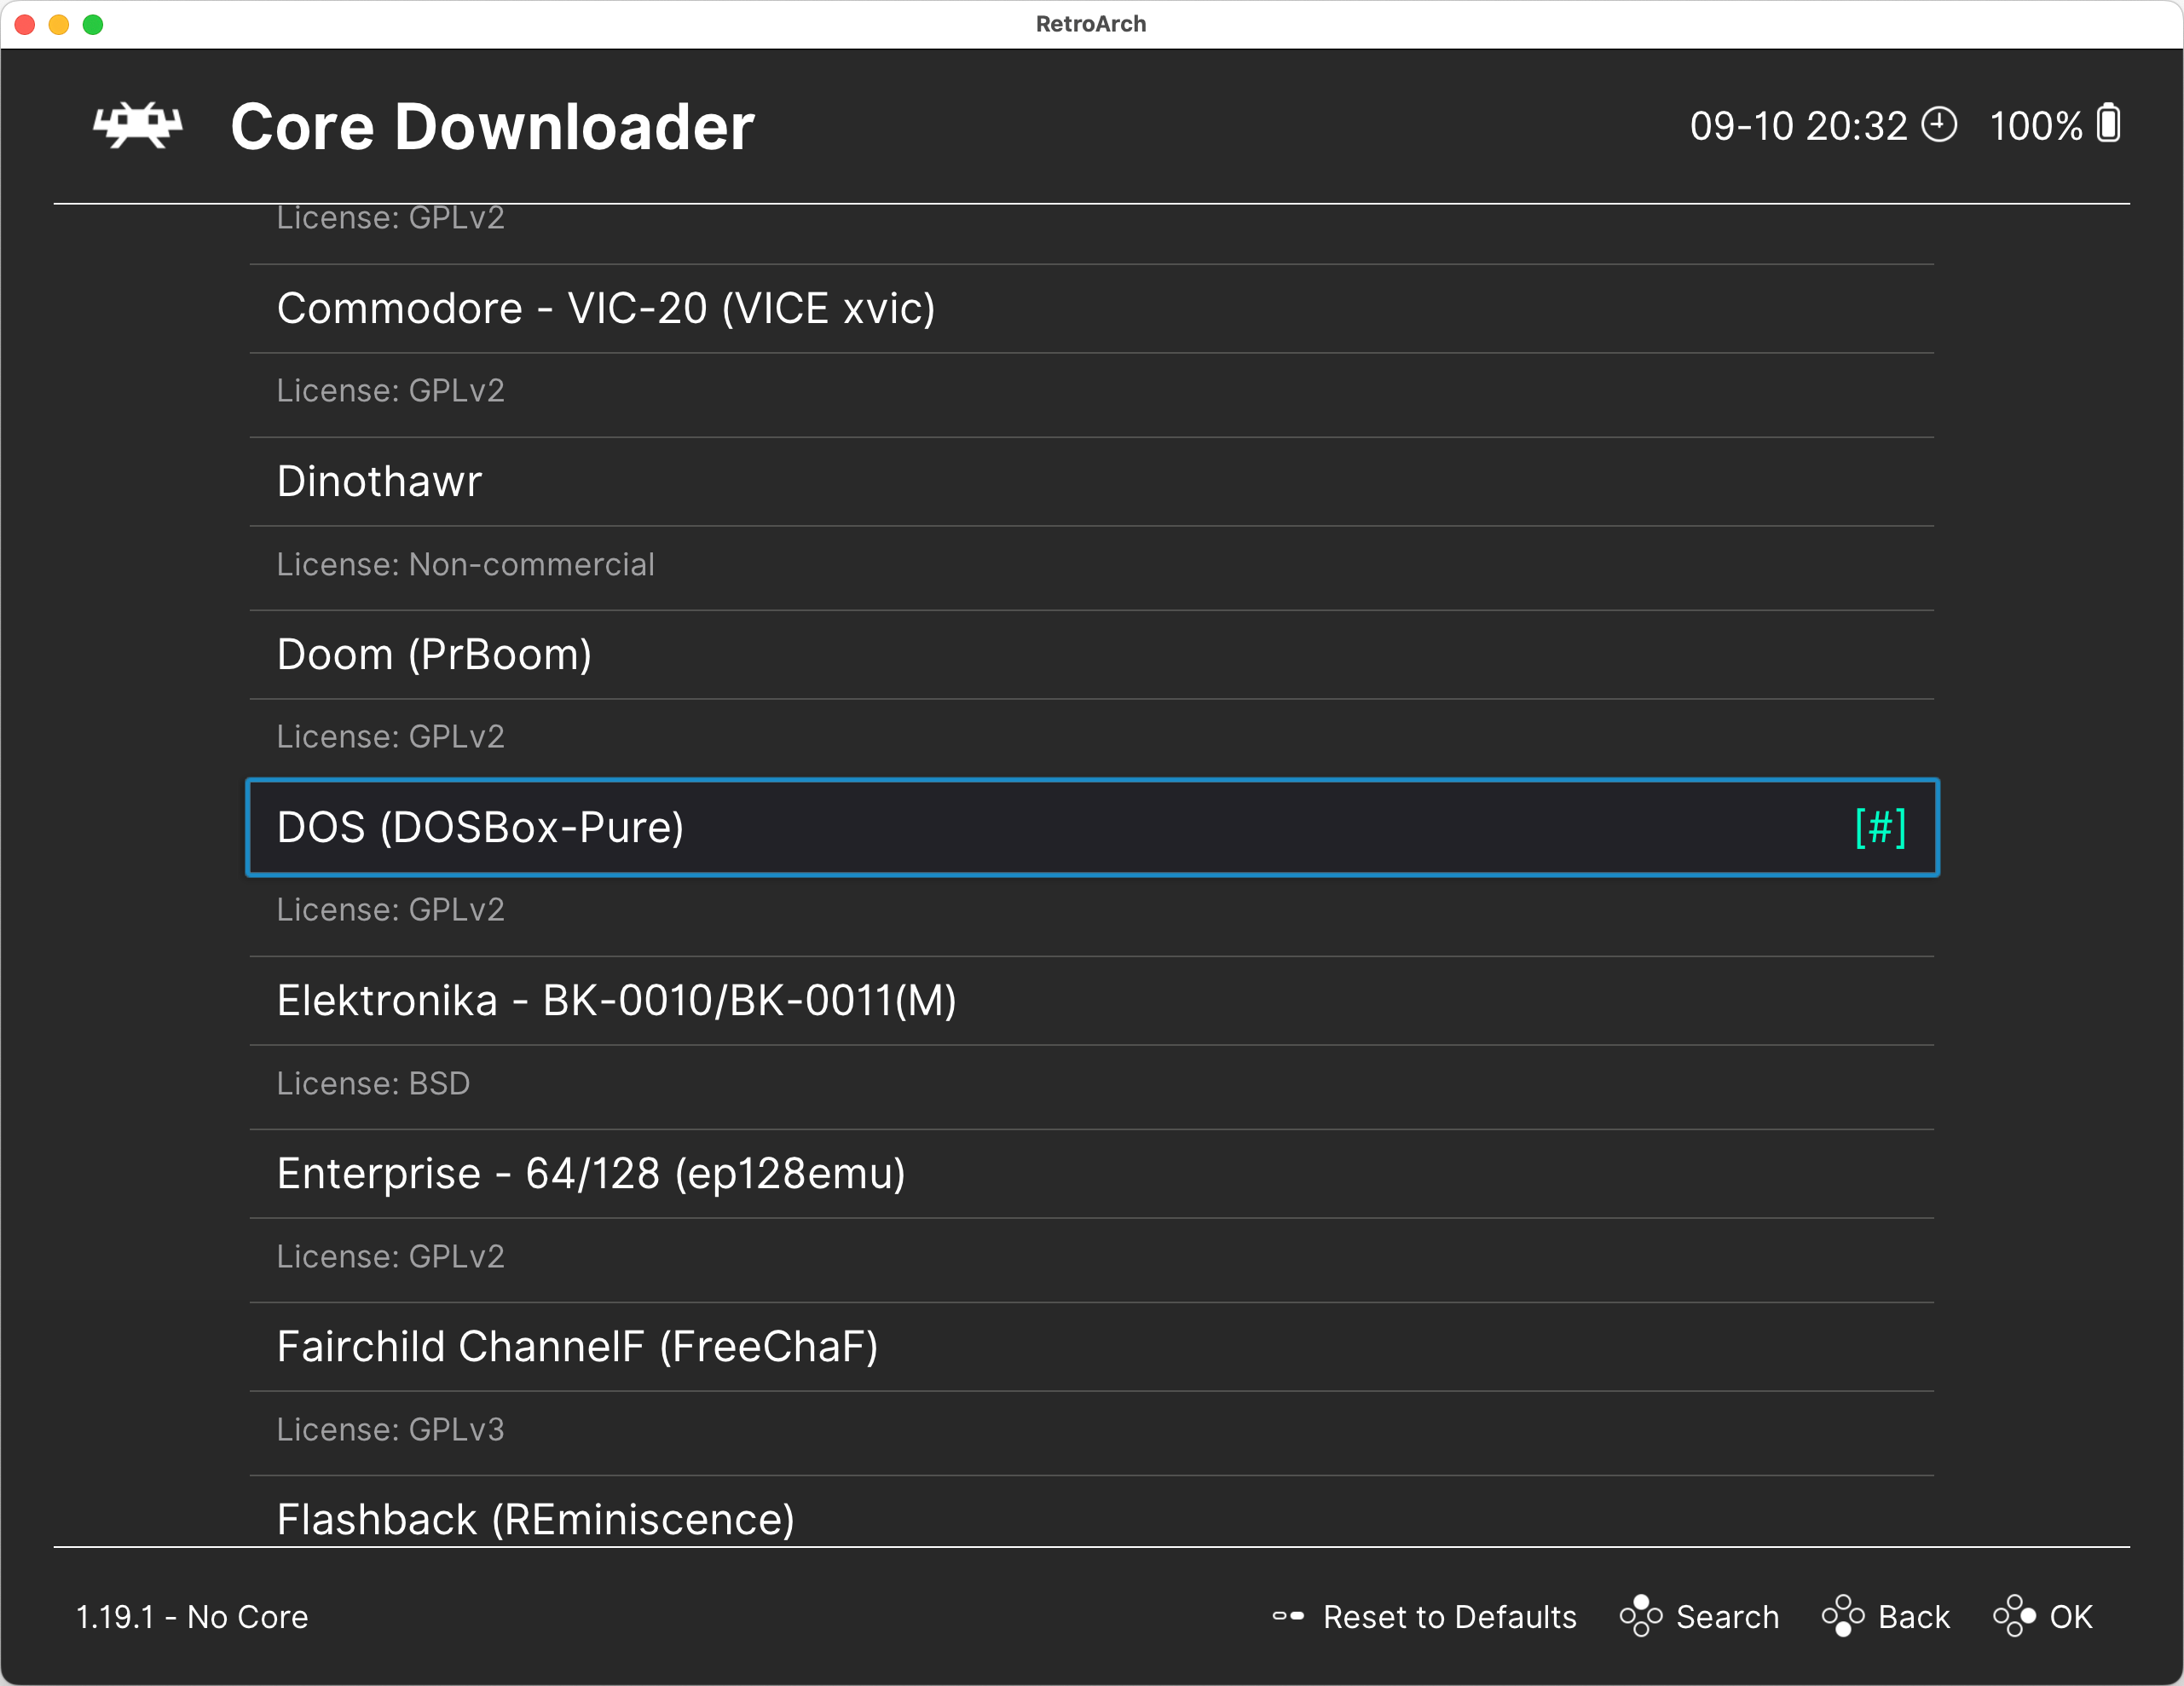 RetroArch
Core Downloader
09-10 20:32 100%
License: GPLv2
Commodore - VIC-20 (VICE xvic)
License: GPLv2
Dinothawr
License: Non-commercial
Doom (PrBoom)
License: GPLv2
DOS (DOSBox-Pure) [#]
License: GPLv2
Elektronika - BK-0010/BK-0011(M)
License: BSD
Enterprise - 64/128 (ep128emu)
License: GPLv2
Fairchild ChannelF (FreeChaF)
License: GPLv3
Flashback (REminiscence)
1.19.1 - No Core Reset to Defaults Search Back OK